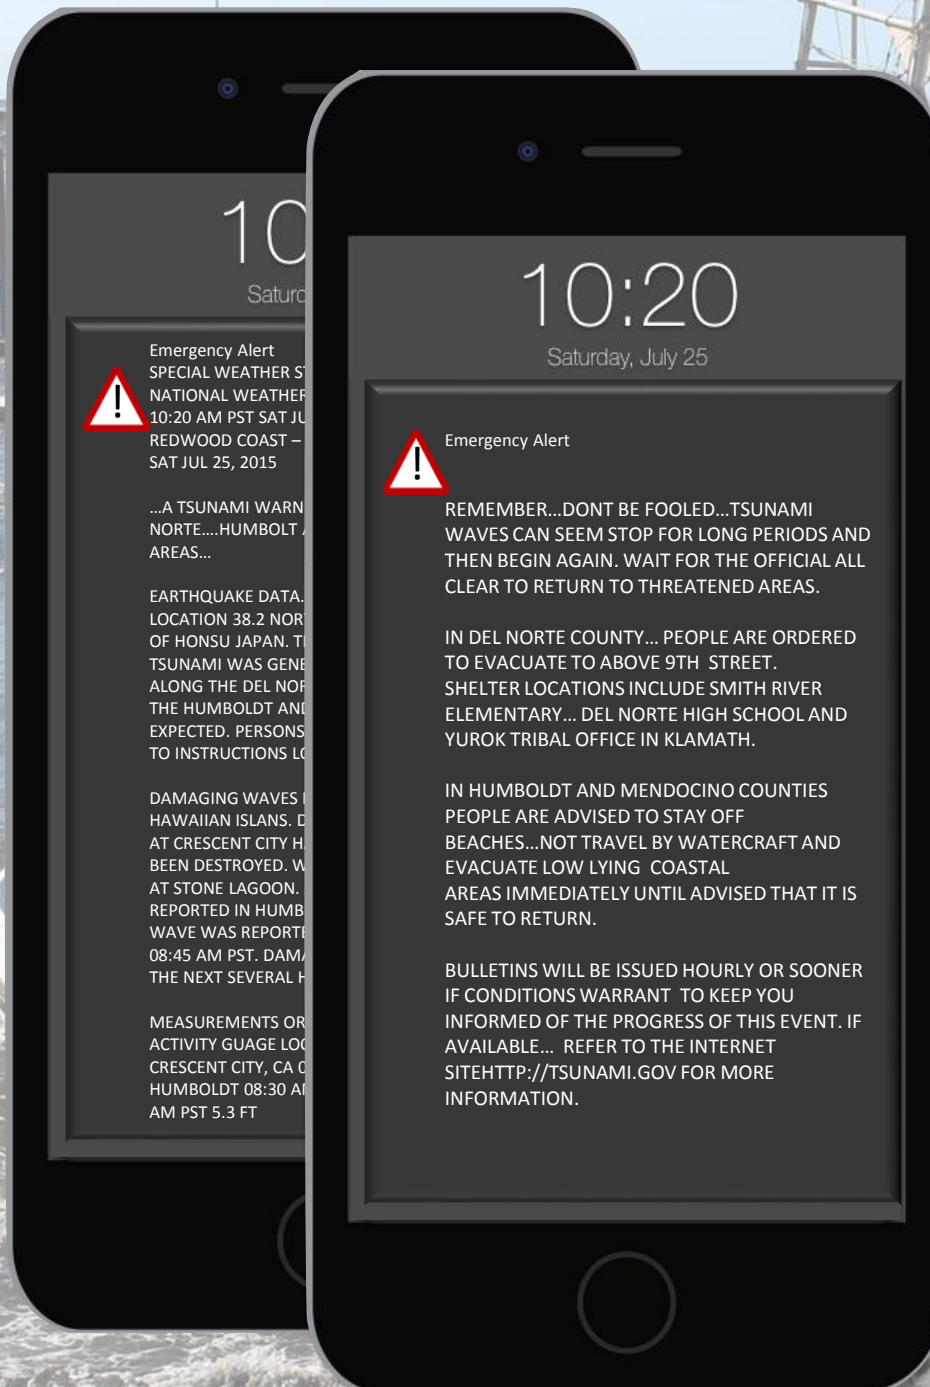 10
Saturd
Emergency Alert
SPECIAL WEATHER
NATIONAL WEATHER
10:20 AM PST SAT
REDWOOD COAST –
SAT JUL 25, 2015
...A TSUNAMI WARN
NORTE....HUMBOLT
AREAS...
EARTHQUAKE DATA.
LOCATION 38.2 NOR
OF HONSU JAPAN.
TSUNAMI WAS GENE
ALONG THE DEL NOR
THE HUMBOLDT AND
EXPECTED. PERSONS
TO INSTRUCTIONS
DAMAGING WAVES
HAWAIIAN ISLANS.
AT CRESCENT CITY
BEEN DESTROYED.
AT STONE LAGOON.
REPORTED IN HUMB
WAVE WAS REPORTE
08:45 AM PST. DAMA
THE NEXT SEVERAL
MEASUREMENTS OR
ACTIVITY GUAGE LOC
CRESCENT CITY, CA
HUMBOLDT 08:30
AM PST 5.3 FT
10:20
Saturday, July 25
Emergency Alert
REMEMBER...DONT BE FOOLED...TSUNAMI
WAVES CAN SEEM STOP FOR LONG PERIODS AND
THEN BEGIN AGAIN. WAIT FOR THE OFFICIAL ALL
CLEAR TO RETURN TO THREATENED AREAS.
IN DEL NORTE COUNTY... PEOPLE ARE ORDERED
TO EVACUATE TO ABOVE 9TH STREET.
SHELTER LOCATIONS INCLUDE SMITH RIVER
ELEMENTARY... DEL NORTE HIGH SCHOOL AND
YUROK TRIBAL OFFICE IN KLAMATH.
IN HUMBOLDT AND MENDOCINO COUNTIES
PEOPLE ARE ADVISED TO STAY OFF
BEACHES...NOT TRAVEL BY WATERCRAFT AND
EVACUATE LOW LYING COASTAL
AREAS IMMEDIATELY UNTIL ADVISED THAT IT IS
SAFE TO RETURN.
BULLETINS WILL BE ISSUED HOURLY OR SOONER
IF CONDITIONS WARRANT TO KEEP YOU
INFORMED OF THE PROGRESS OF THIS EVENT. IF
AVAILABLE... REFER TO THE INTERNET
SITEHTTP://TSUNAMI.GOV FOR MORE
INFORMATION.